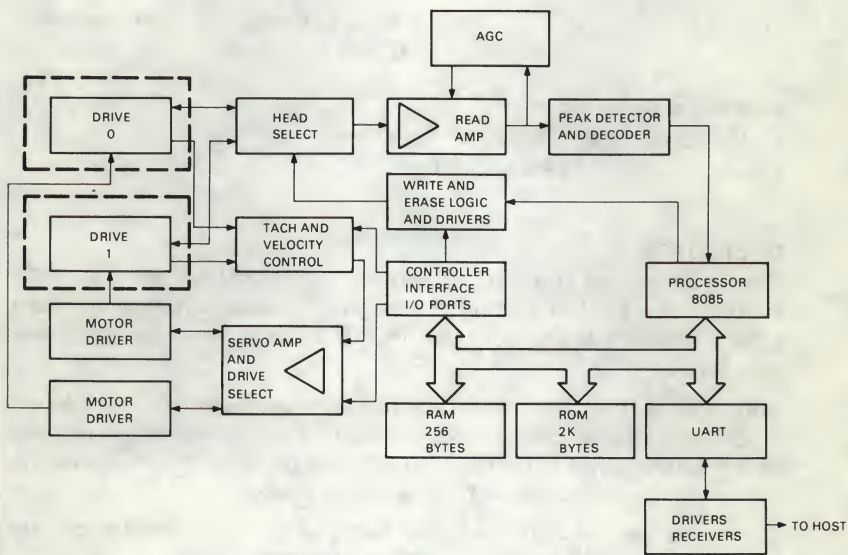 AGC
DRIVE
0
HEAD
SELECT
READ
AMP
PEAK DETECTOR
AND DECODER
WRITE AND
ERASE LOGIC
AND DRIVERS
DRIVE
1
TACH AND
VELOCITY
CONTROL
CONTROLLER
INTERFACE
I/O PORTS
PROCESSOR
8085
MOTOR
DRIVER
SERVO AMP
AND
DRIVE
SELECT
MOTOR
DRIVER
RAM
256
BYTES
ROM
2K
BYTES
UART
DRIVERS
RECEIVERS
TO HOST